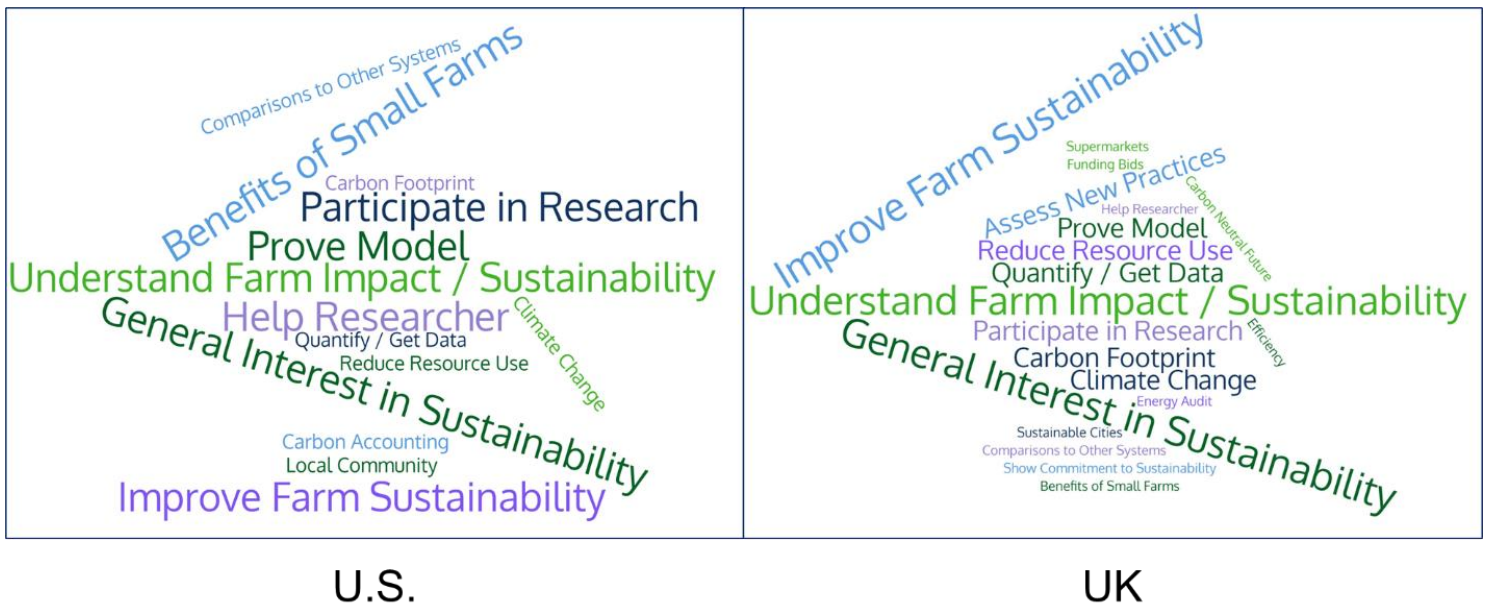 Comparisons to Other Systems
Benefits of Small Farms
Carbon Footprint
Participate in Research
Prove Model
Understand Farm Impact / Sustainability
General Interest in Sustainability
Help Researcher
Climate Change
Quantify / Get Data
Reduce Resource Use
Carbon Accounting
Local Community
Improve Farm Sustainability
U.S.
Improve Farm Sustainability
Supermarkets
Funding Bids
Assess New Practices
Carbon Neutral Future
Help Researcher
Prove Model
Reduce Resource Use
Quantify / Get Data
Understand Farm Impact / Sustainability
General Interest in Sustainability
Participate in Research
Efficiency
Carbon Footprint
Climate Change
Energy Audit
Sustainable Cities
Comparisons to Other Systems
Show Commitment to Sustainability
Benefits of Small Farms
UK